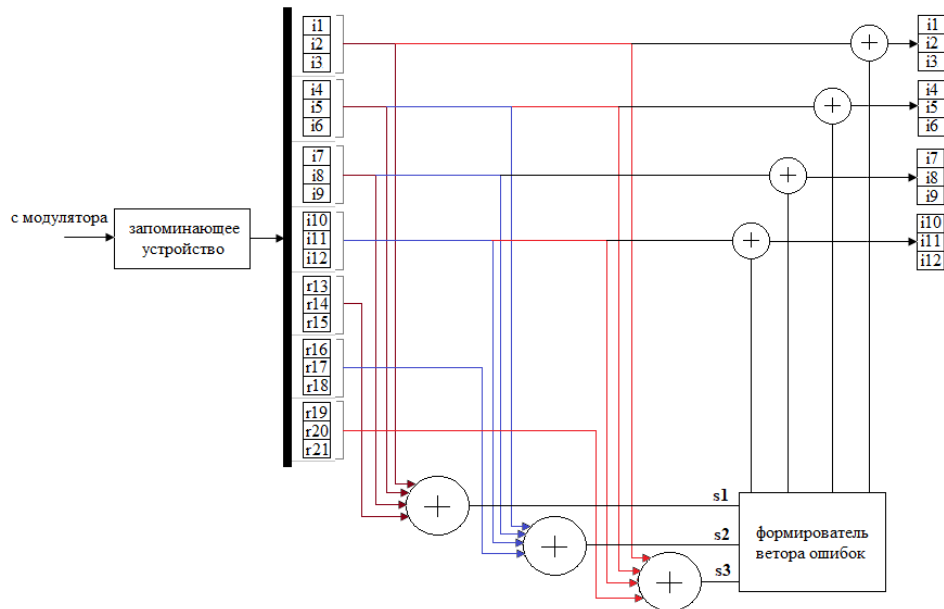 i1
i2
i3
i4
i5
i6
i7
i8
i9
i10
i11
i12
r13
r14
r15
r16
r17
r18
r19
r20
r21
с модулятора
запоминающее
устройство
+
+
+
+
+
+
+
s1
s2
s3
формирователь
ветора ошибок
i1
i2
i3
i4
i5
i6
i7
i8
i9
i10
i11
i12